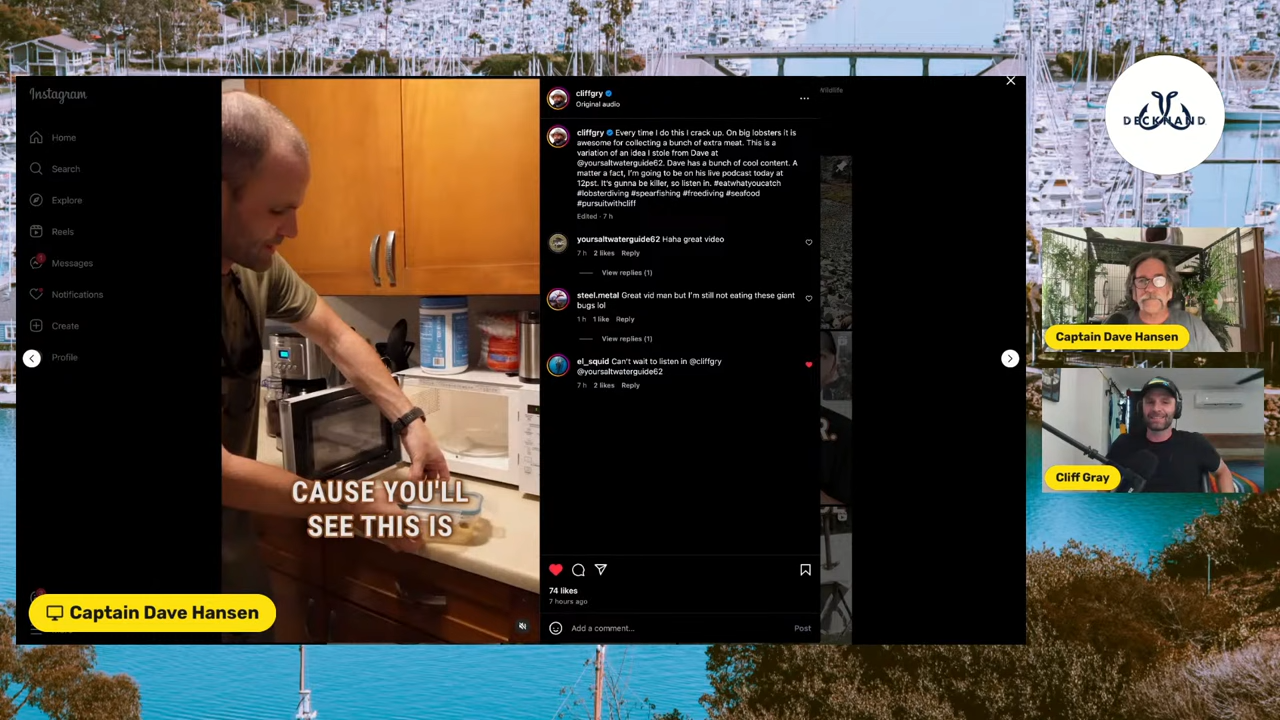 Instagram
Home
Search
Explore
Reels
Messages
Notifications
Create
Profile
CAUSE YOU'LL
SEE THIS IS
Captain Dave Hansen
cliffgry
Original audio
cliffgry Every time I do this I crack up. On big lobsters it is
awesome for collecting a bunch of extra meat. This is a
variation of an idea I stole from Dave at
@yoursaltwaterguide62. Dave has a bunch of cool content. A
matter a fact, I'm going to be on his live podcast today at
12pst. It's gunna be killer, so listen in. #eatwhatyoucatch
#lobsterdiving #spearfishing #freediving #seafood
#pursuitwithcliff
Edited · 7 h
yoursaltwaterguide62 Haha great video
7 h 2 likes Reply
View replies (1)
steel.metal Great vid man but I'm still not eating these giant
bugs lol
1 h 1 like Reply
View replies (1)
el_squid Can't wait to listen in @cliffgry
@yoursaltwaterguide62
7 h 2 likes Reply
74 likes
7 hours ago
Add a comment...
Post
Wildlife
DECKHAND
Captain Dave Hansen
Cliff Gray